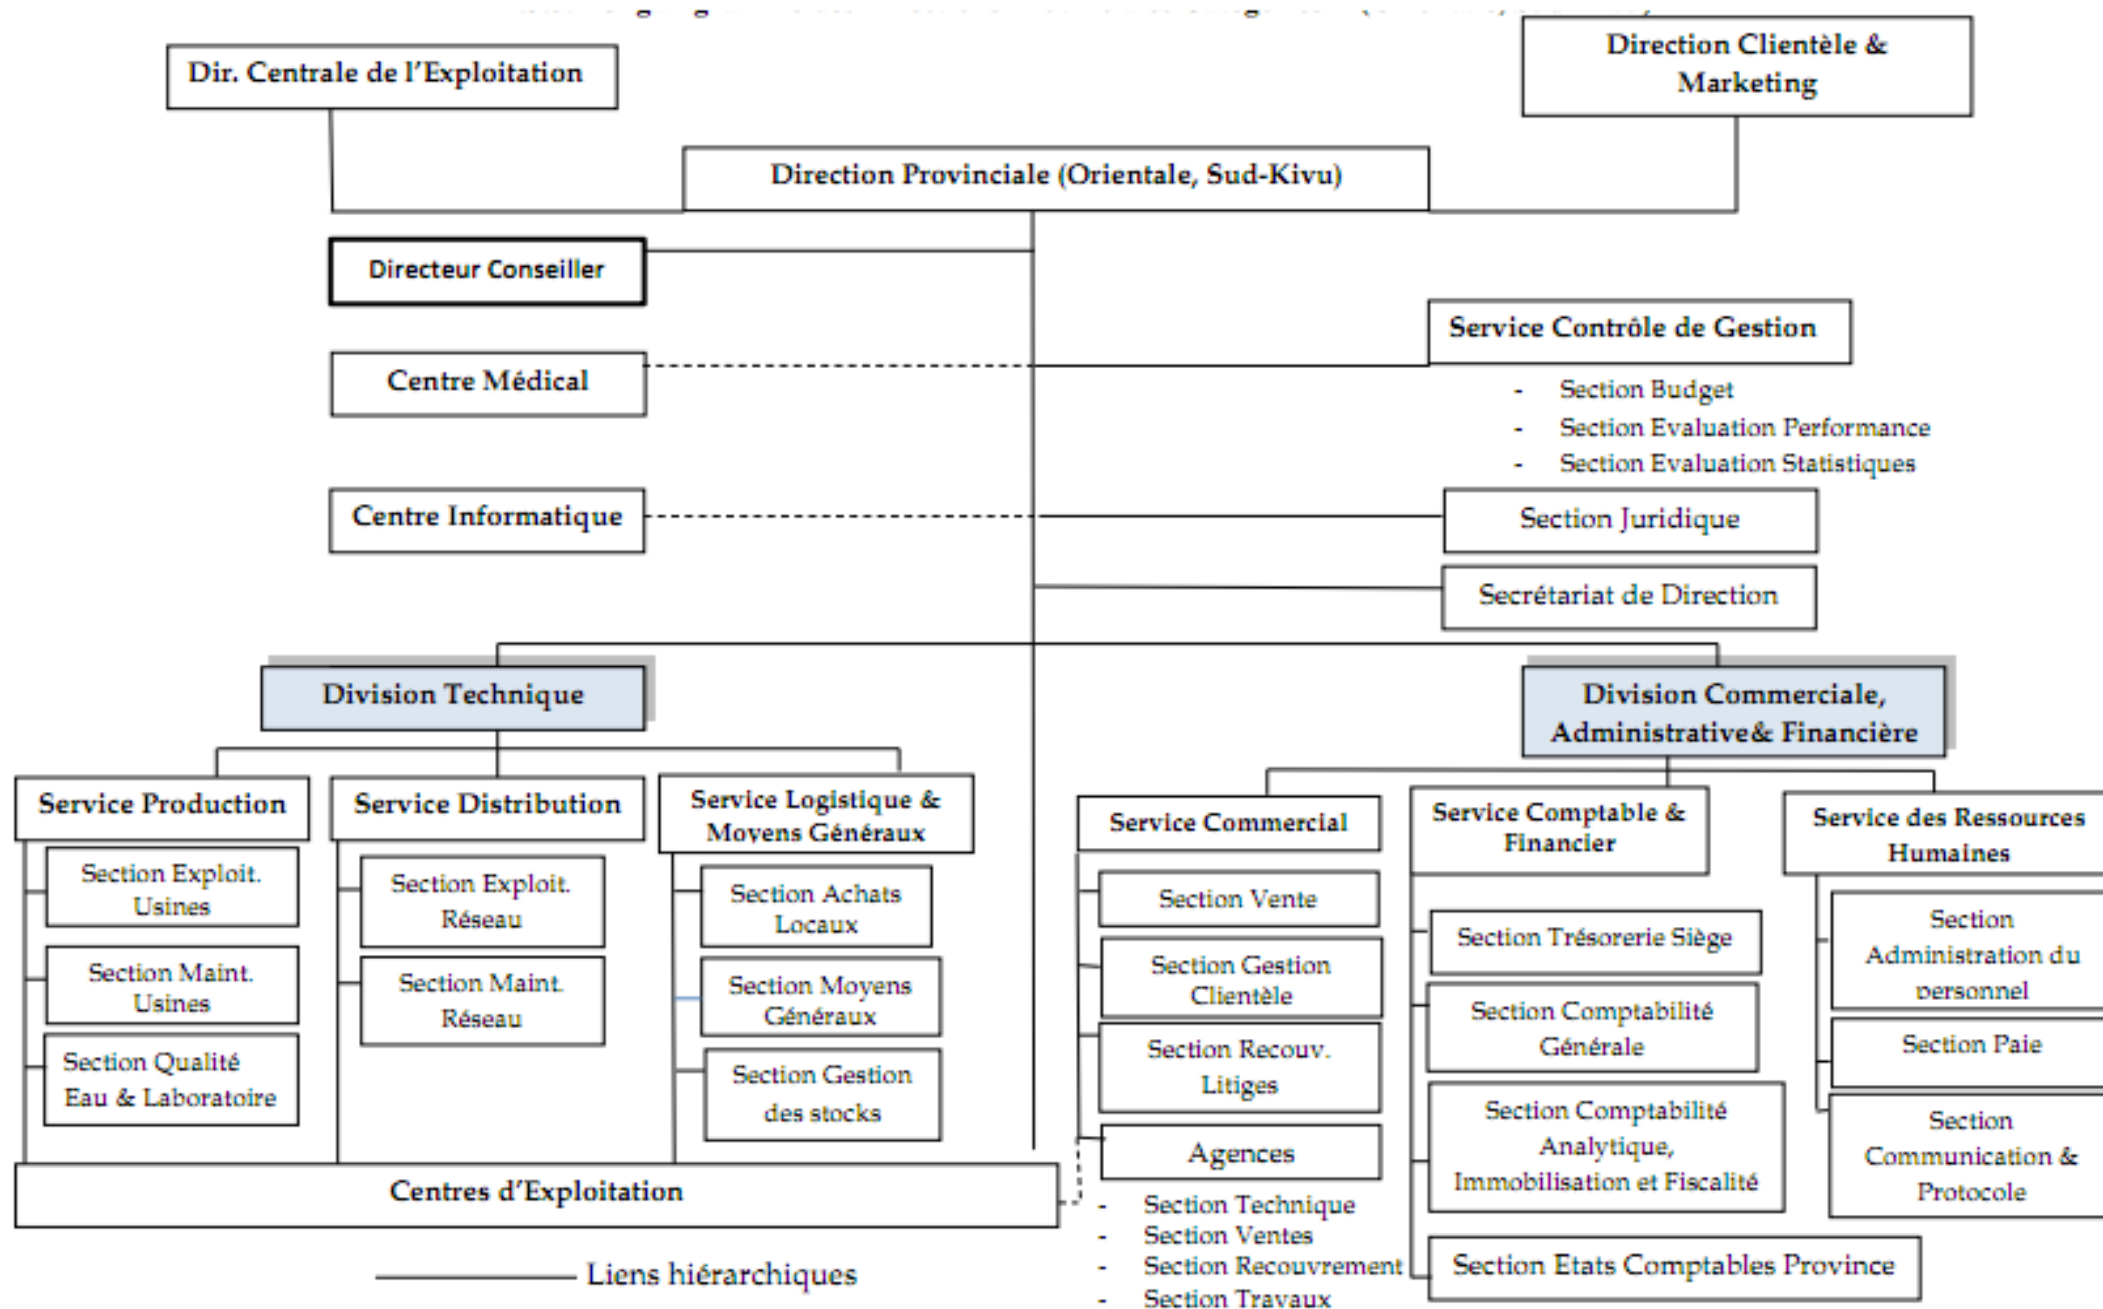 Dir. Centrale de l'Exploitation
Direction Clientèle &
Marketing
Direction Provinciale (Orientale, Sud-Kivu)
Directeur Conseiller
Service Contrôle de Gestion
Centre Médical
- Section Budget
- Section Evaluation Performance
- Section Evaluation Statistiques
Centre Informatique
Section Juridique
Secrétariat de Direction
Division Technique
Division Commerciale,
Administrative& Financière
Service Production
Section Exploit.
Usines
Section Maint.
Usines
Section Qualité
Eau & Laboratoire
Service Distribution
Section Exploit.
Réseau
Section Maint.
Réseau
Service Logistique &
Moyens Généraux
Section Achats
Locaux
Section Moyens
Généraux
Section Gestion
des stocks
Service Commercial
Section Vente
Section Gestion
Clientèle
Section Recouv.
Litiges
Agences
- Section Technique
- Section Ventes
- Section Recouvrement
- Section Travaux
Service Comptable &
Financier
Section Trésorerie Siège
Section Comptabilité
Générale
Section Comptabilité
Analytique,
Immobilisation et Fiscalité
Section Etats Comptables Province
Service des Ressources
Humaines
Section
Administration du
personnel
Section Paie
Section
Communication &
Protocole
Centres d'Exploitation
Liens hiérarchiques